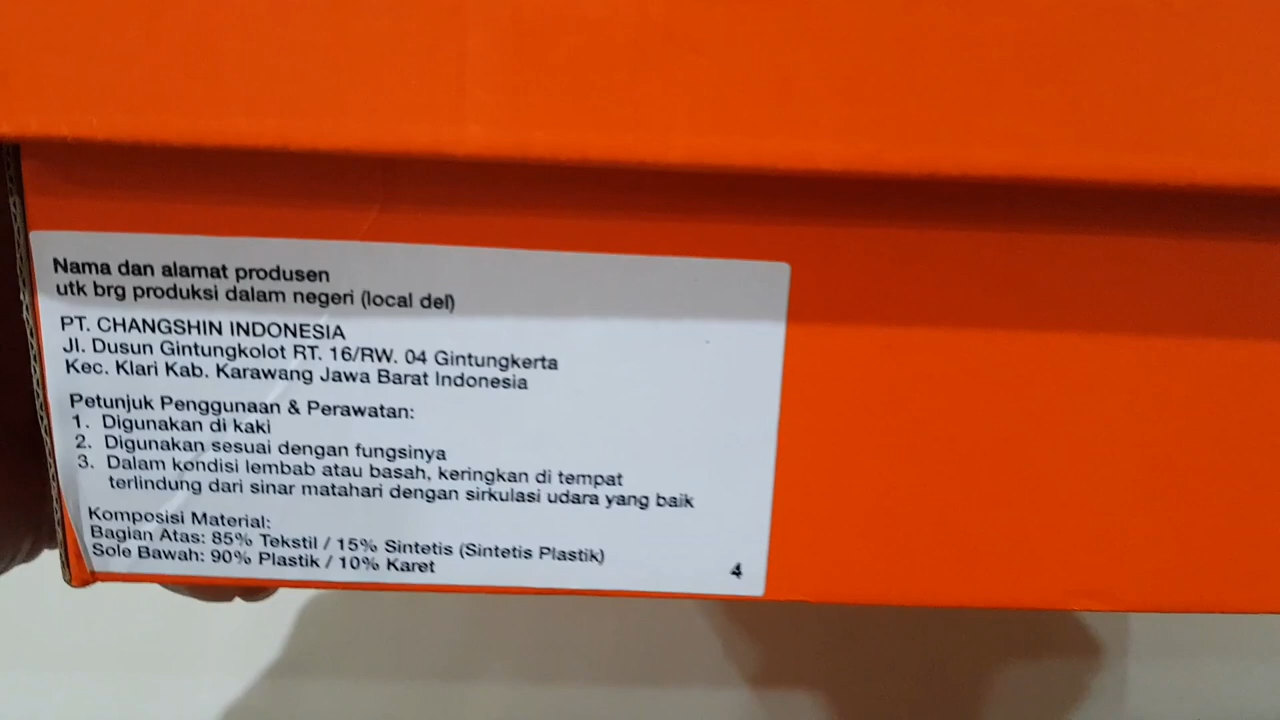 Nama dan alamat produsen
utk brg produksi dalam negeri (local del)
PT. CHANGSHIN INDONESIA
Jl. Dusun Gintungkolot RT. 16/RW. 04 Gintungkerta
Kec. Klari Kab. Karawang Jawa Barat Indonesia
Petunjuk Penggunaan & Perawatan:
1. Digunakan di kaki
2. Digunakan sesuai dengan fungsinya
3. Dalam kondisi lembab atau basah, keringkan di tempat
terlindung dari sinar matahari dengan sirkulasi udara yang baik
Komposisi Material:
Bagian Atas: 85% Tekstil / 15% Sintetis (Sintetis Plastik)
Sole Bawah: 90% Plastik / 10% Karet
4